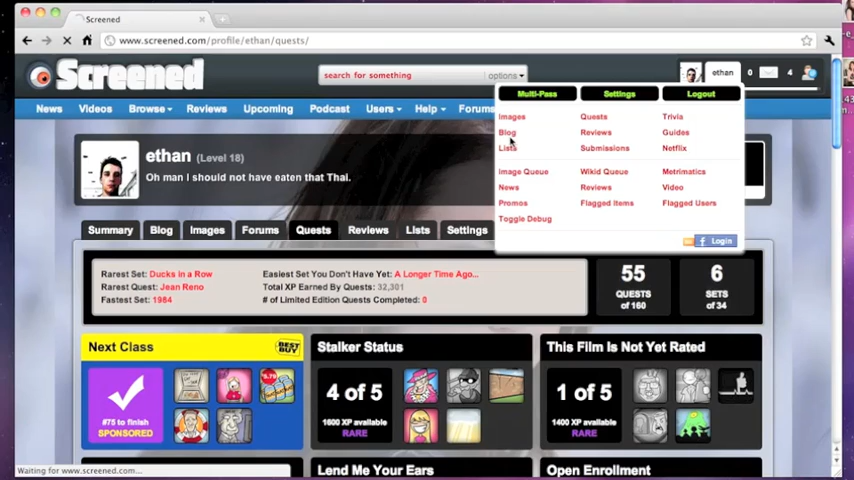 Screened
www.screened.com/profile/ethan/quests/
Screened
search for something
options
ethan
0
4
News Videos Browse Reviews Upcoming Podcast Users Help Forums
Multi-Pass Settings Logout
Images Quests Trivia
Blog Reviews Guides
Lists Submissions Netflix
Image Queue Wikid Queue Metrimatics
News Reviews Video
Promos Flagged Items Flagged Users
Toggle Debug
f Login
ethan (Level 18)
Oh man I should not have eaten that Thai.
Summary Blog Images Forums Quests Reviews Lists Settings
Rarest Set: Ducks in a Row
Rarest Quest: Jean Reno
Fastest Set: 1984
Easiest Set You Don't Have Yet: A Longer Time Ago...
Total XP Earned By Quests: 32,301
# of Limited Edition Quests Completed: 0
55
QUESTS
of 160
6
SETS
of 34
Next Class
BEST BUY
#75 to finish
SPONSORED
Stalker Status
4 of 5
1600 XP available
RARE
This Film Is Not Yet Rated
1 of 5
1400 XP available
RARE
Lend Me Your Ears
Open Enrollment
Waiting for www.screened.com...